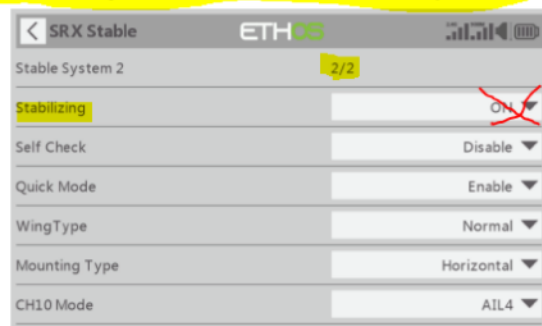 SRX Stable ETHOS
Stable System 2 2/2
Stabilizing ON
Self Check Disable
Quick Mode Enable
WingType Normal
Mounting Type Horizontal
CH10 Mode AIL4